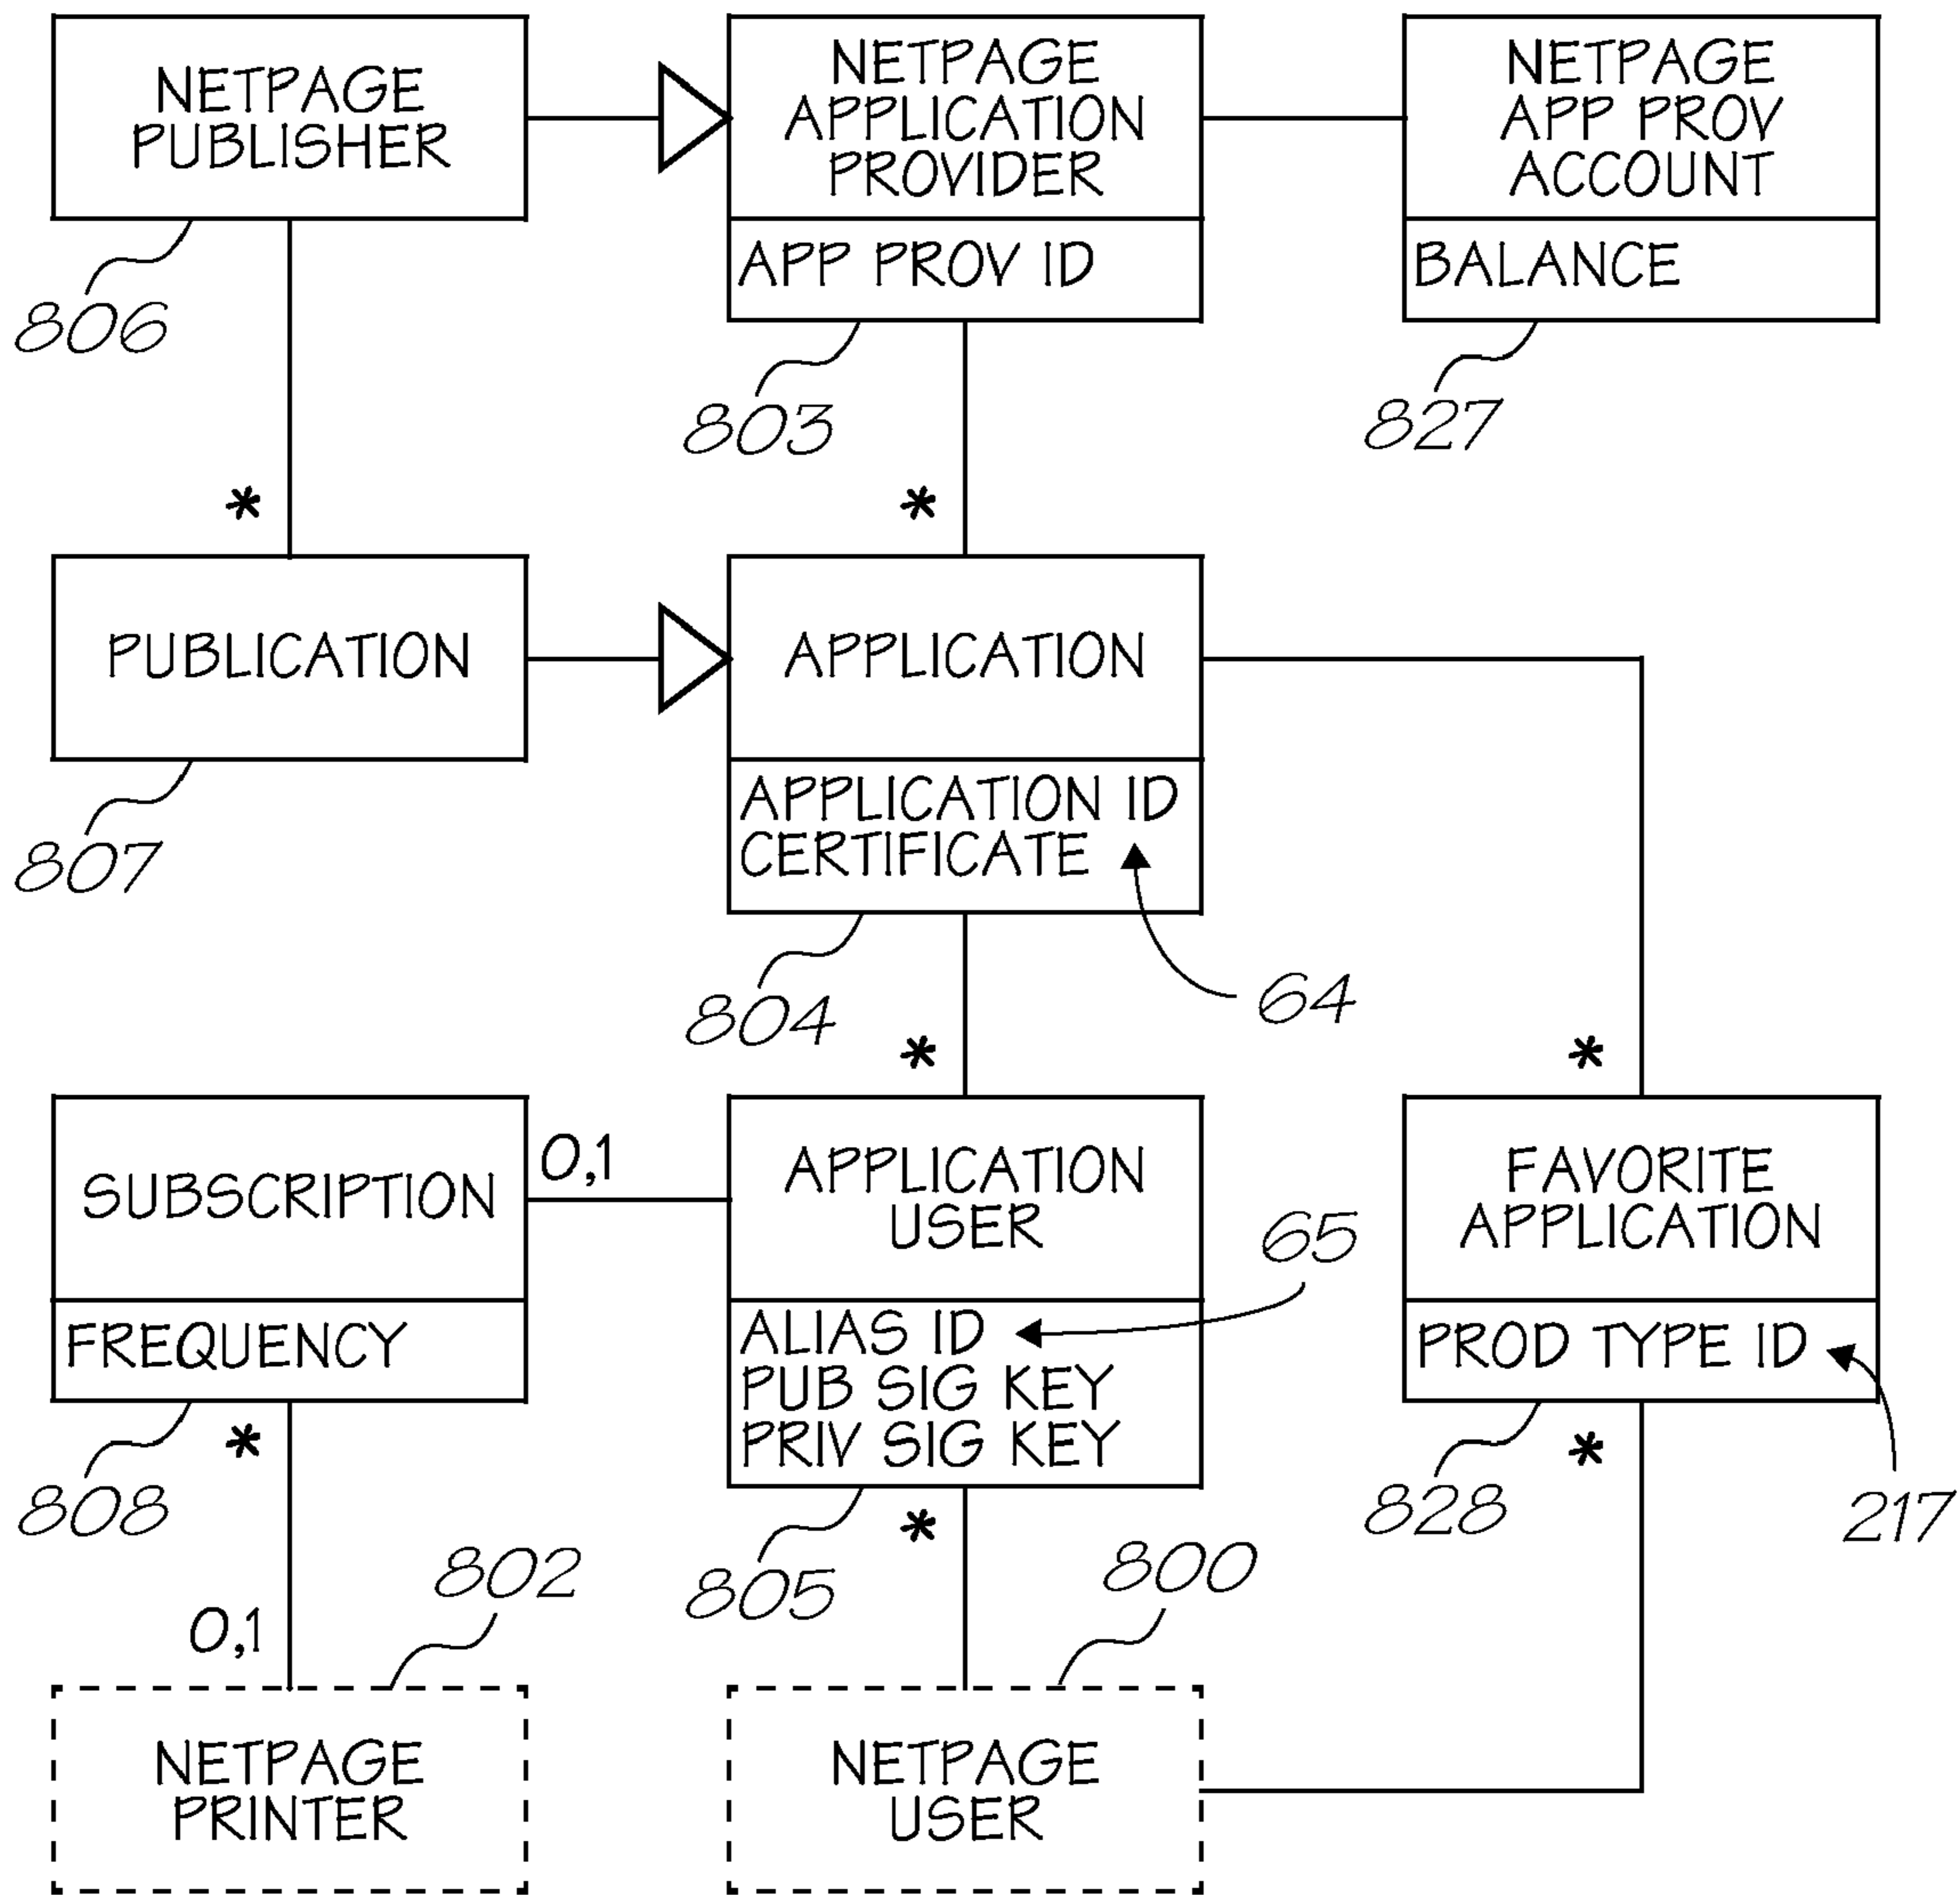 NETPAGE
PUBLISHER
806
NETPAGE
APPLICATION
PROVIDER
APP PROV ID
803
NETPAGE
APP PROV
ACCOUNT
BALANCE
827
*
*
PUBLICATION
807
APPLICATION
APPLICATION ID
CERTIFICATE
804
64
*
*
SUBSCRIPTION
FREQUENCY
808
0,1
APPLICATION
USER
ALIAS ID
PUB SIG KEY
PRIV SIG KEY
65
805
FAVORITE
APPLICATION
PROD TYPE ID
828
217
*
*
*
0,1
802
800
NETPAGE
PRINTER
NETPAGE
USER